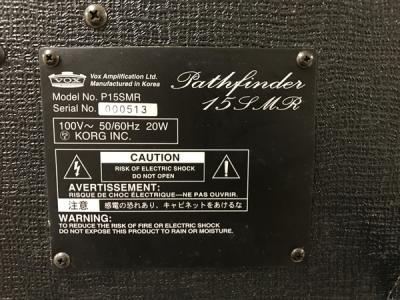 VOX
Vox Amplification Ltd.
Manufactured in Korea
Pathfinder
15SMR
Model No. P15SMR
Serial No. 000513
100V~ 50/60Hz 20W
KORG INC.
CAUTION
RISK OF ELECTRIC SHOCK
DO NOT OPEN
AVERTISSEMENT:
RISQUE DE CHOC ÉLECTRIQUE—NE PAS OUVRIR.
注意 感電の恐れあり、キャビネットをあけるな
WARNING:
TO REDUCE THE RISK OF FIRE OR ELECTRIC SHOCK
DO NOT EXPOSE THIS PRODUCT TO RAIN OR MOISTURE.